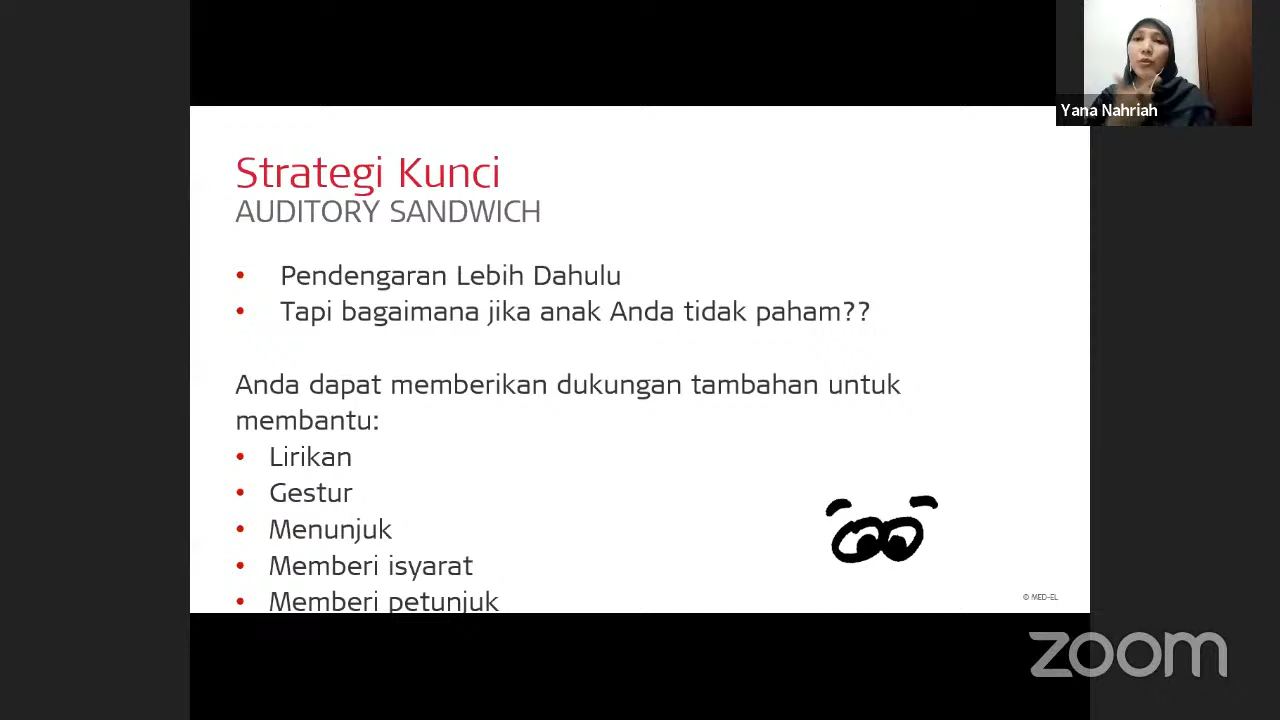 Yana Nahriah
Strategi Kunci
AUDITORY SANDWICH
• Pendengaran Lebih Dahulu
• Tapi bagaimana jika anak Anda tidak paham??
Anda dapat memberikan dukungan tambahan untuk
membantu:
• Lirikan
• Gestur
• Menunjuk
• Memberi isyarat
• Memberi petunjuk
© MED-EL
zoom